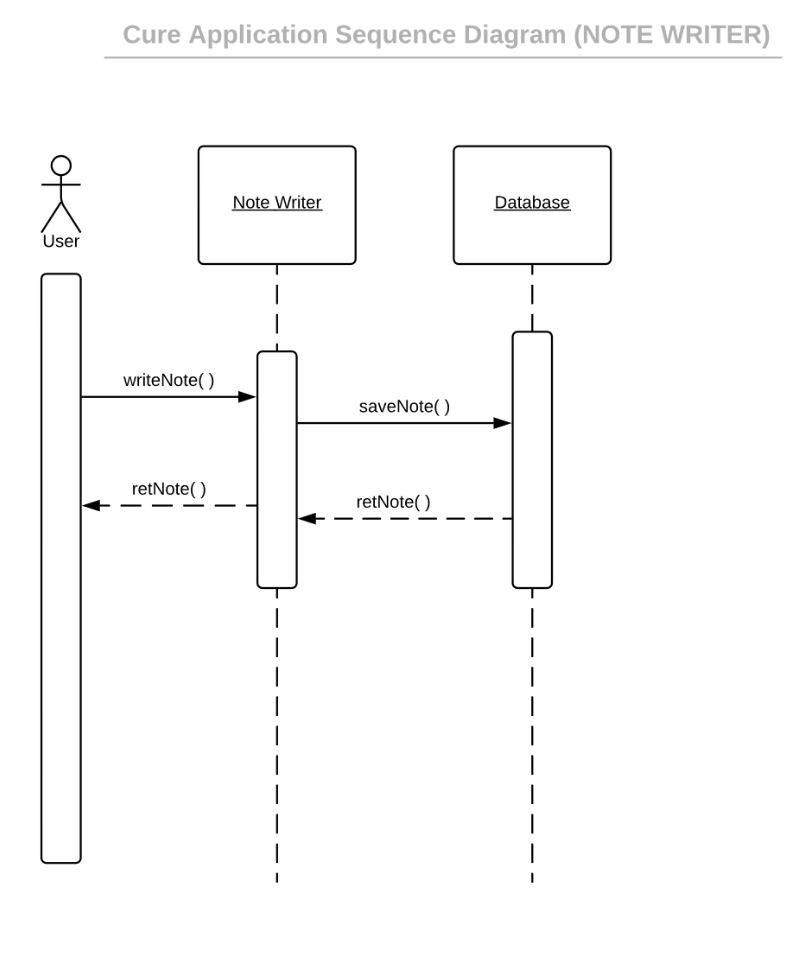 Cure Application Sequence Diagram (NOTE WRITER)
Note Writer
Database
User
writeNote( )
saveNote( )
retNote( )
retNote( )